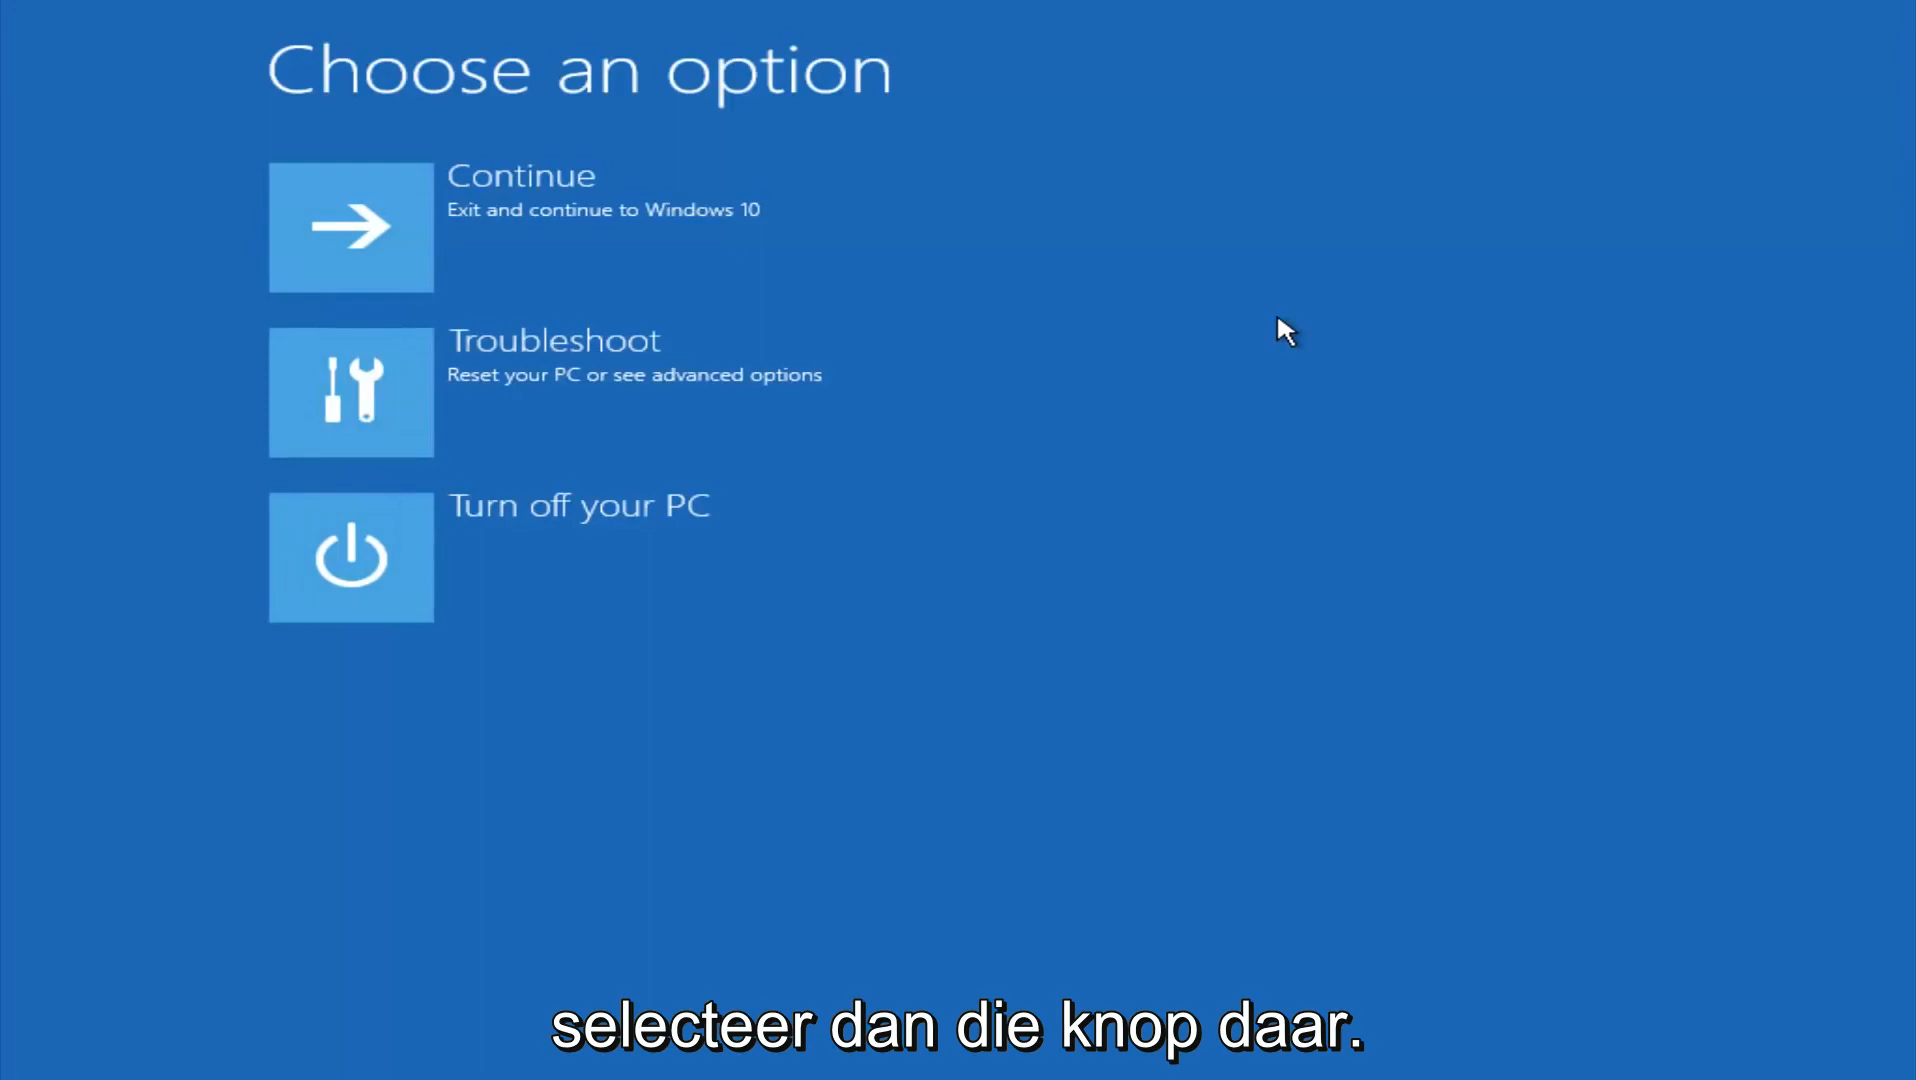 Choose an option
Continue
Exit and continue to Windows 10
Troubleshoot
Reset your PC or see advanced options
Turn off your PC
selecteer dan die knop daar.